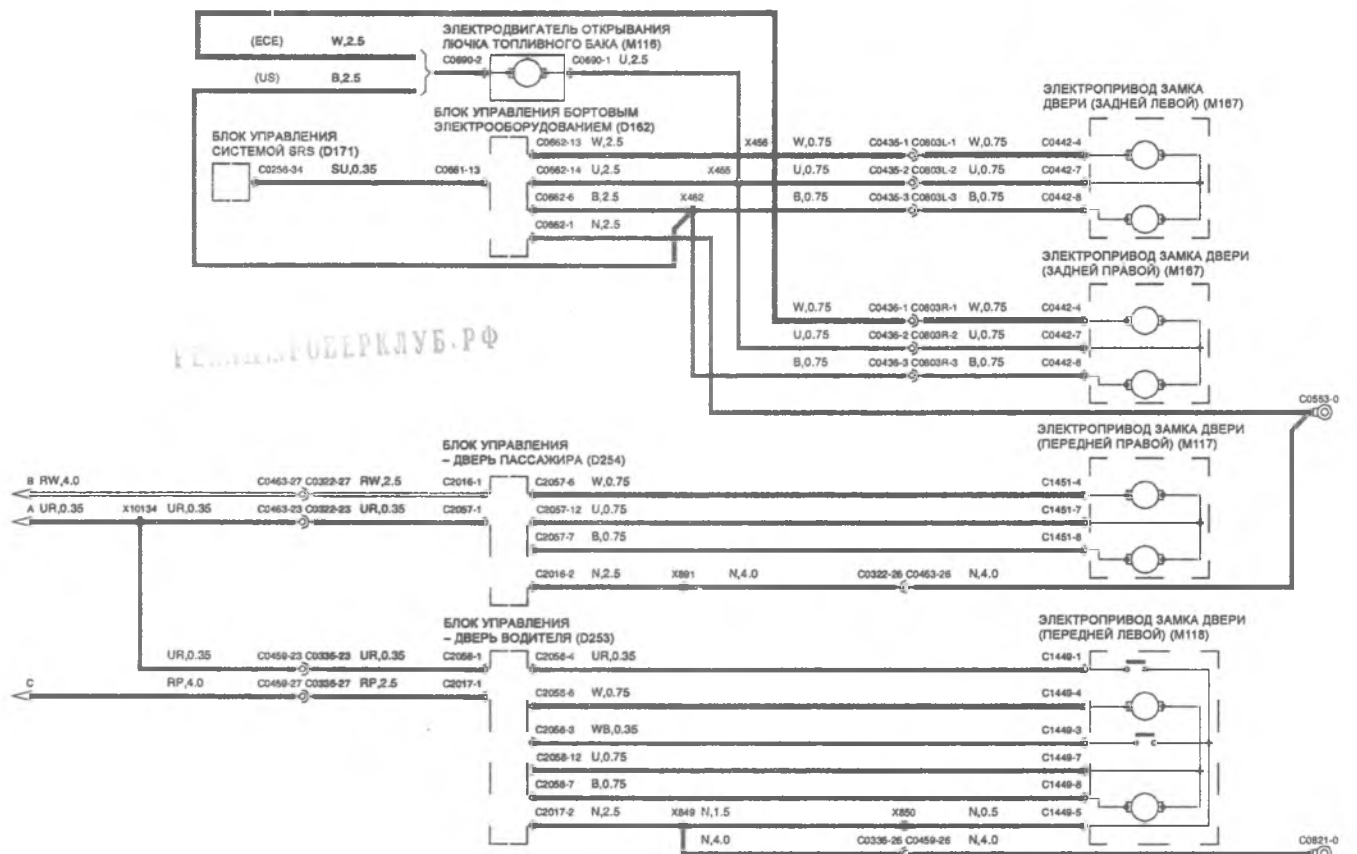 ЭЛЕКТРОДВИГАТЕЛЬ ОТКРЫВАНИЯ
ЛЮЧКА ТОПЛИВНОГО БАКА (M116)
(ECE) W,2.5
C0690-2 C0690-1 U,2.5
(US) B,2.5
БЛОК УПРАВЛЕНИЯ БОРТОВЫМ
ЭЛЕКТРООБОРУДОВАНИЕМ (D162)
ЭЛЕКТРОПРИВОД ЗАМКА
ДВЕРИ (ЗАДНЕЙ ЛЕВОЙ) (M167)
БЛОК УПРАВЛЕНИЯ
СИСТЕМОЙ SRS (D171)
C0662-13 W,2.5 X456 W,0.75 C0435-1 C0803L-1 W,0.75 C0442-4
C0256-34 SU,0.35 C0661-13 C0662-14 U,2.5 X455 U,0.75 C0435-2 C0803L-2 U,0.75 C0442-7
C0662-6 B,2.5 X462 B,0.75 C0435-3 C0803L-3 B,0.75 C0442-8
C0662-1 N,2.5
ЭЛЕКТРОПРИВОД ЗАМКА ДВЕРИ
(ЗАДНЕЙ ПРАВОЙ) (M167)
W,0.75 C0436-1 C0803R-1 W,0.75 C0442-4
U,0.75 C0436-2 C0803R-2 U,0.75 C0442-7
B,0.75 C0436-3 C0803R-3 B,0.75 C0442-8
C0553-0
БЛОК УПРАВЛЕНИЯ
– ДВЕРЬ ПАССАЖИРА (D254)
ЭЛЕКТРОПРИВОД ЗАМКА ДВЕРИ
(ПЕРЕДНЕЙ ПРАВОЙ) (M117)
B RW,4.0 C0463-27 C0322-27 RW,2.5 C2016-1 C2057-6 W,0.75 C1451-4
A UR,0.35 X10134 UR,0.35 C0463-23 C0322-23 UR,0.35 C2057-1 C2057-12 U,0.75 C1451-7
C2057-7 B,0.75 C1451-8
C2016-2 N,2.5 X891 N,4.0 C0322-26 C0463-26 N,4.0
БЛОК УПРАВЛЕНИЯ
– ДВЕРЬ ВОДИТЕЛЯ (D253)
ЭЛЕКТРОПРИВОД ЗАМКА ДВЕРИ
(ПЕРЕДНЕЙ ЛЕВОЙ) (M118)
UR,0.35 C0459-23 C0336-23 UR,0.35 C2058-1 C2058-4 UR,0.35 C1449-1
C RP,4.0 C0459-27 C0336-27 RP,2.5 C2017-1 C2058-6 W,0.75 C1449-4
C2058-3 WB,0.35 C1449-3
C2058-12 U,0.75 C1449-7
C2058-7 B,0.75 C1449-8
C2017-2 N,2.5 X849 N,1.5 X850 N,0.5 C1449-5
N,4.0 C0336-26 C0459-26 N,4.0 C0821-0